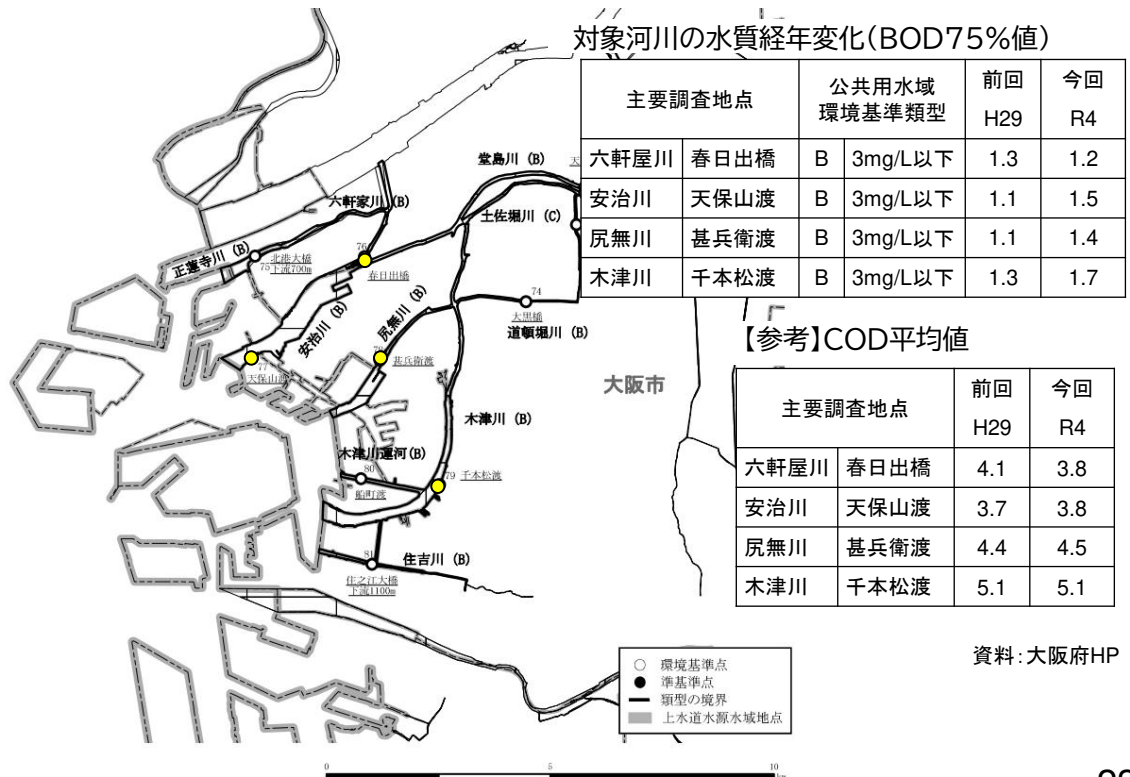 対象河川の水質経年変化(BOD75%値)
主要調査地点 公共用水域 環境基準類型 前回 H29 今回 R4
六軒屋川 春日出橋 B 3mg/L以下 1.3 1.2
安治川 天保山渡 B 3mg/L以下 1.1 1.5
尻無川 甚兵衛渡 B 3mg/L以下 1.1 1.4
木津川 千本松渡 B 3mg/L以下 1.3 1.7
【参考】COD平均値
主要調査地点 前回 H29 今回 R4
六軒屋川 春日出橋 4.1 3.8
安治川 天保山渡 3.7 3.8
尻無川 甚兵衛渡 4.4 4.5
木津川 千本松渡 5.1 5.1
資料:大阪府HP
堂島川 (B)
天
六軒家川 (B)
土佐堀川 (C)
正蓮寺川 (B)
75
北港大橋
下流700m
76
春日出橋
74
大黒橋
道頓堀川 (B)
安治川 (B)
尻無川 (B)
77
天保山渡
甚兵衛渡
大阪市
木津川 (B)
木津川運河(B)
80
船町渡
79 千本松渡
81
住吉川 (B)
住之江大橋
下流1100m
環境基準点
準基準点
類型の境界
上水道水源水域地点
0 5 10
km